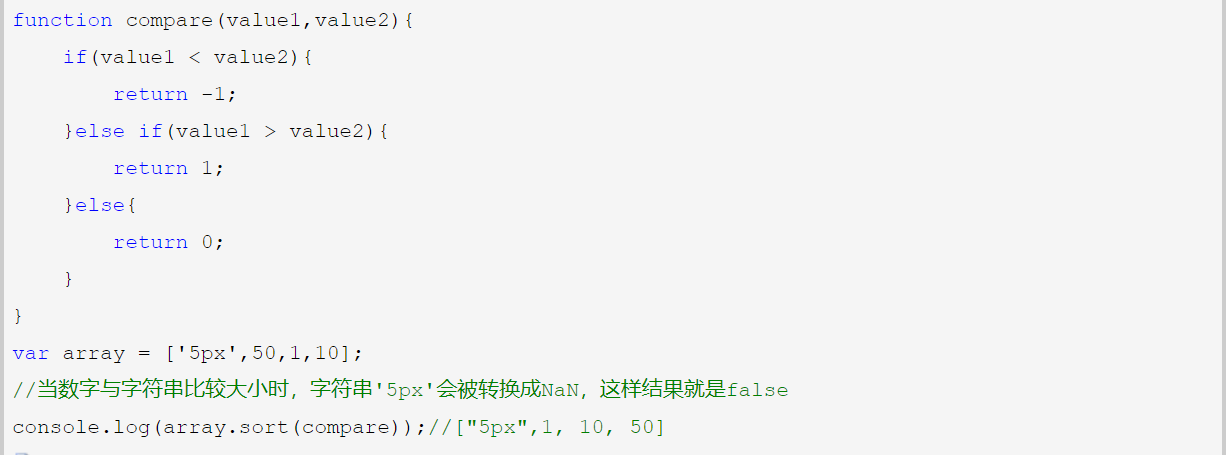 function compare(value1,value2){
    if(value1 < value2){
        return -1;
    }else if(value1 > value2){
        return 1;
    }else{
        return 0;
    }
}
var array = ['5px',50,1,10];
//当数字与字符串比较大小时，字符串'5px'会被转换成NaN，这样结果就是false
console.log(array.sort(compare));//["5px",1, 10, 50]